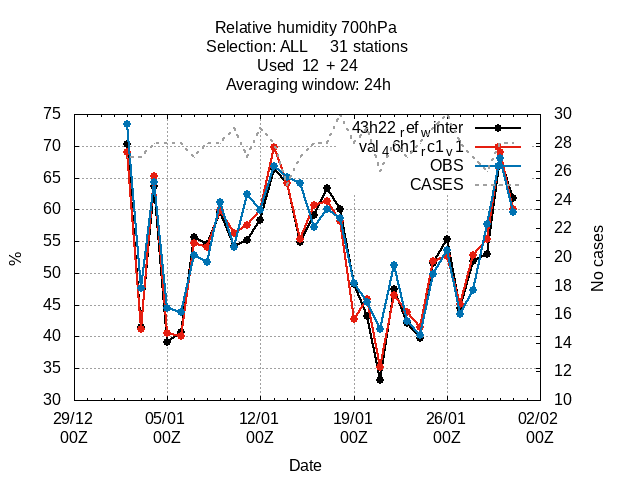 Relative humidity 700hPa
Selection: ALL 31 stations
Used 12 + 24
Averaging window: 24h
75 30
70 28
65 26
60 24
55 22
50 20
45 18
40 16
35 14
30 12
10
%
No cases
43h22 refwinter
val46h1rc1v1
OBS
CASES
29/12 05/01 12/01 19/01 26/01 02/02
00Z 00Z 00Z 00Z 00Z 00Z
Date